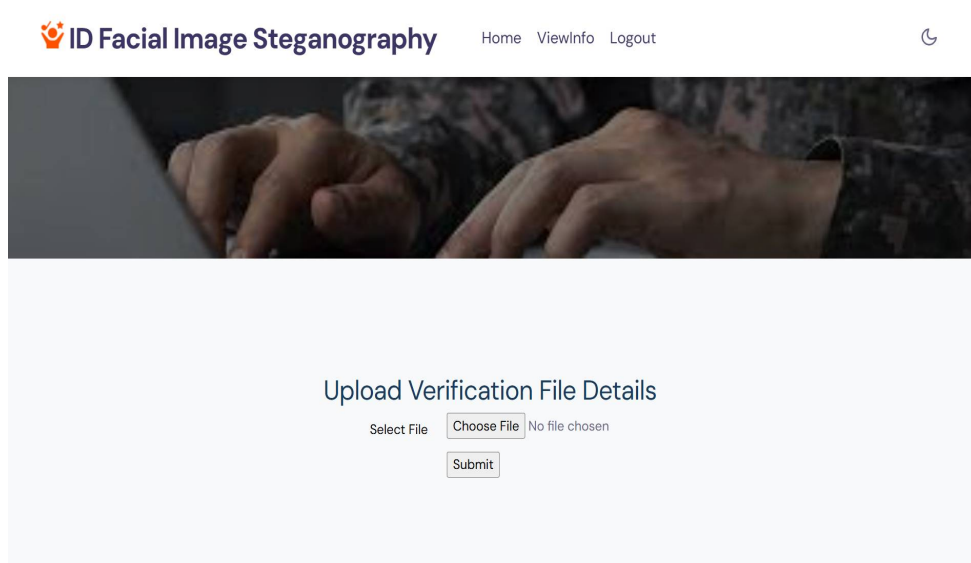 ID Facial Image Steganography Home ViewInfo Logout
Upload Verification File Details
Select File Choose File No file chosen
Submit